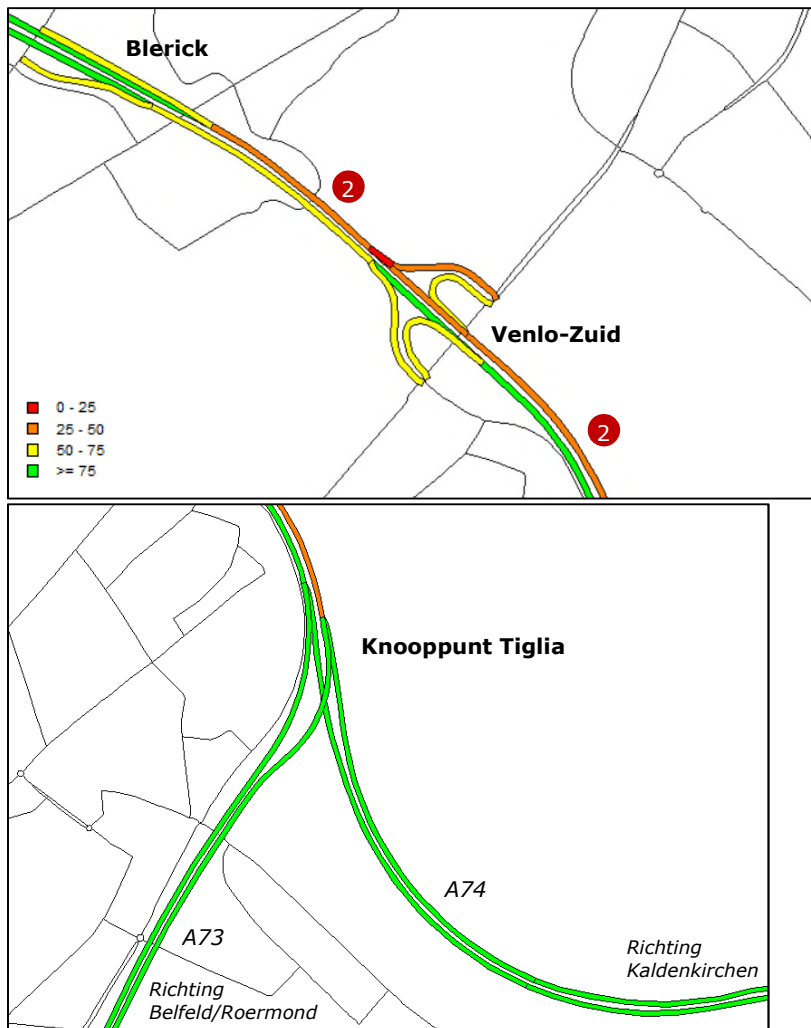 Blerick
2
Venlo-Zuid
2
0 - 25
25 - 50
50 - 75
>= 75
Knooppunt Tiglia
A74
A73
Richting
Kaldenkirchen
Richting
Belfeld/Roermond